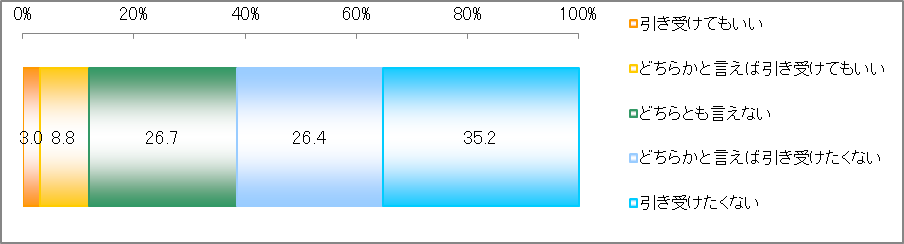 0% 20% 40% 60% 80% 100%
3.0 8.8 26.7 26.4 35.2
引き受けてもいい
どちらかと言えば引き受けてもいい
どちらとも言えない
どちらかと言えば引き受けたくない
引き受けたくない